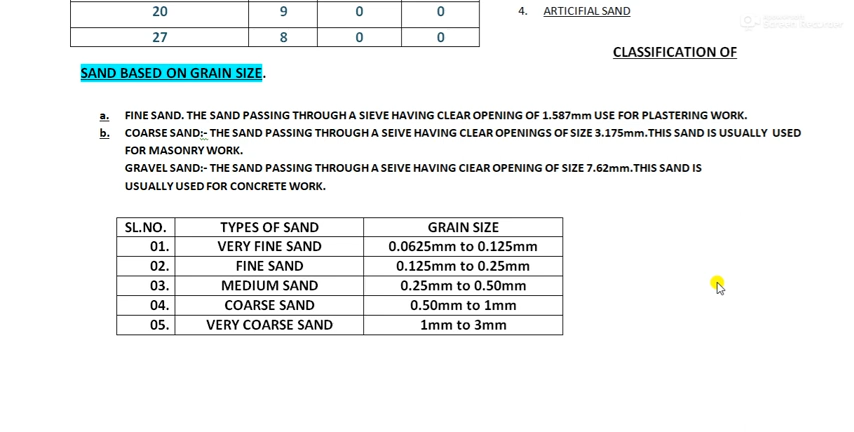 20 9 0 0
27 8 0 0
4. ARTICIFIAL SAND
CLASSIFICATION OF
SAND BASED ON GRAIN SIZE.
a. FINE SAND. THE SAND PASSING THROUGH A SIEVE HAVING CLEAR OPENING OF 1.587mm USE FOR PLASTERING WORK.
b. COARSE SAND:- THE SAND PASSING THROUGH A SEIVE HAVING CLEAR OPENINGS OF SIZE 3.175mm.THIS SAND IS USUALLY USED
FOR MASONRY WORK.
GRAVEL SAND:- THE SAND PASSING THROUGH A SEIVE HAVING ClEAR OPENING OF SIZE 7.62mm.THIS SAND IS
USUALLY USED FOR CONCRETE WORK.
SL.NO. TYPES OF SAND GRAIN SIZE
01. VERY FINE SAND 0.0625mm to 0.125mm
02. FINE SAND 0.125mm to 0.25mm
03. MEDIUM SAND 0.25mm to 0.50mm
04. COARSE SAND 0.50mm to 1mm
05. VERY COARSE SAND 1mm to 3mm